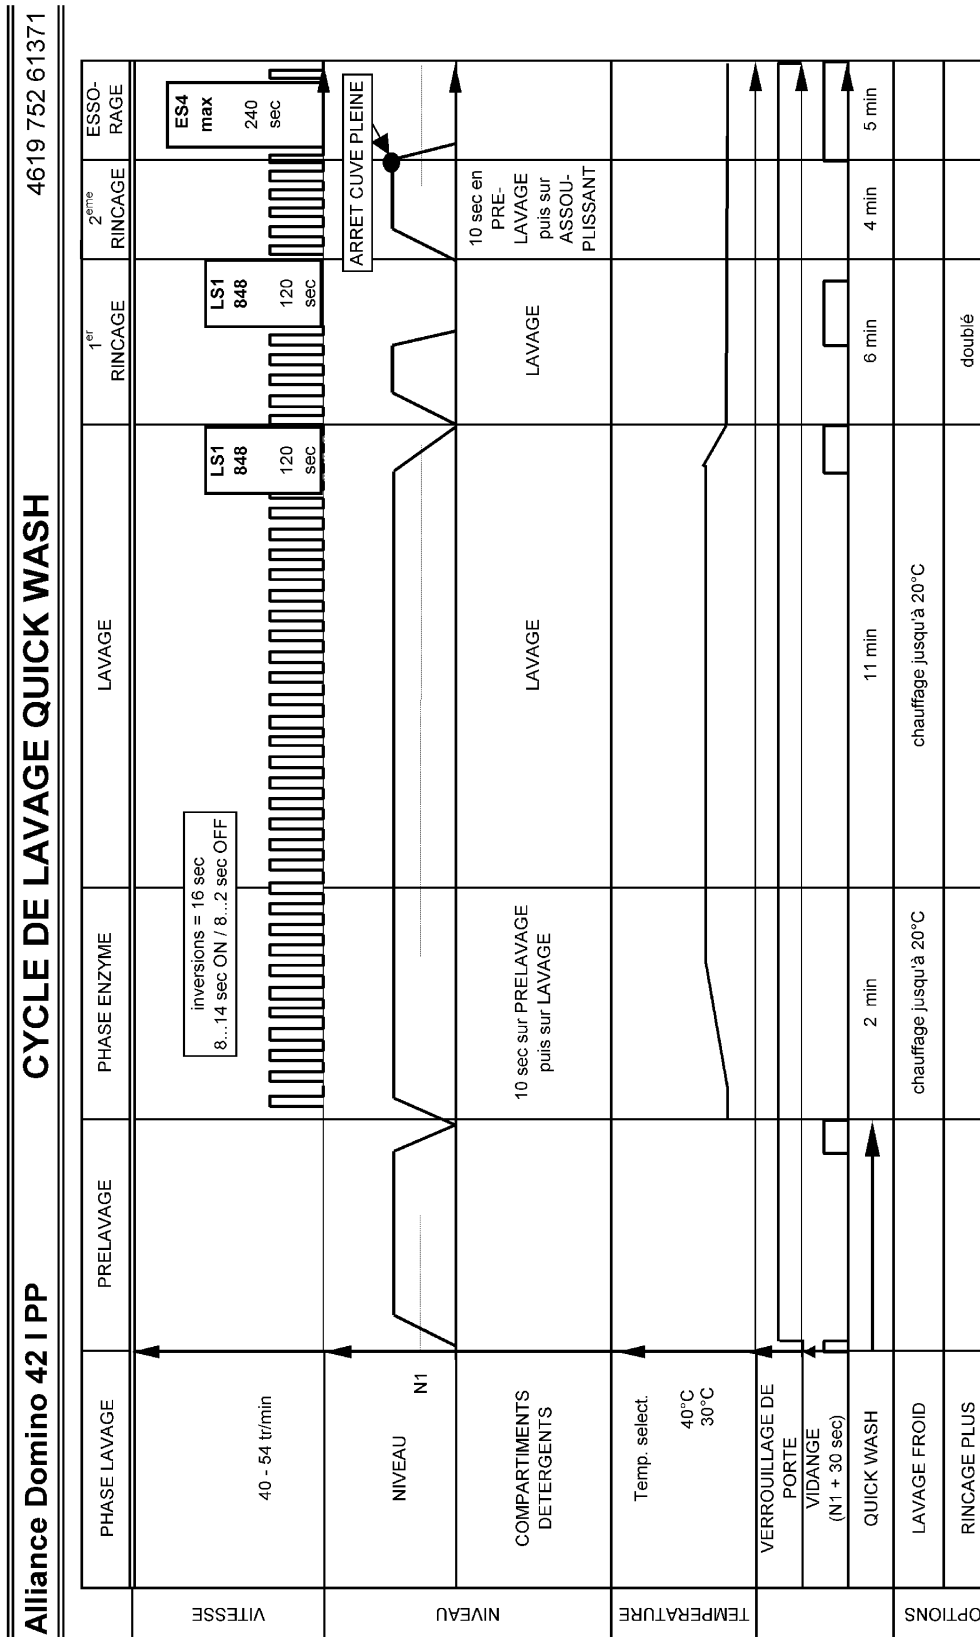 Alliance Domino 42 I PP
CYCLE DE LAVAGE QUICK WASH
4619 752 61371
PHASE LAVAGE
PRELAVAGE
PHASE ENZYME
LAVAGE
1er
RINCAGE
2eme
RINCAGE
ESSO-
RAGE
VITESSE
40 - 54 tr/min
inversions = 16 sec
8...14 sec ON / 8...2 sec OFF
LS1
848
120
sec
LS1
848
120
sec
ES4
max
240
sec
NIVEAU
NIVEAU
N1
ARRET CUVE PLEINE
COMPARTIMENTS
DETERGENTS
10 sec sur PRELAVAGE
puis sur LAVAGE
LAVAGE
LAVAGE
10 sec en
PRE-
LAVAGE
puis sur
ASSOU-
PLISSANT
TEMPERATURE
Temp. select.
40°C
30°C
VERROUILLAGE DE
PORTE
VIDANGE
(N1 + 30 sec)
QUICK WASH
2 min
11 min
6 min
4 min
5 min
OPTIONS
LAVAGE FROID
chauffage jusqu'à 20°C
chauffage jusqu'à 20°C
RINCAGE PLUS
doublé